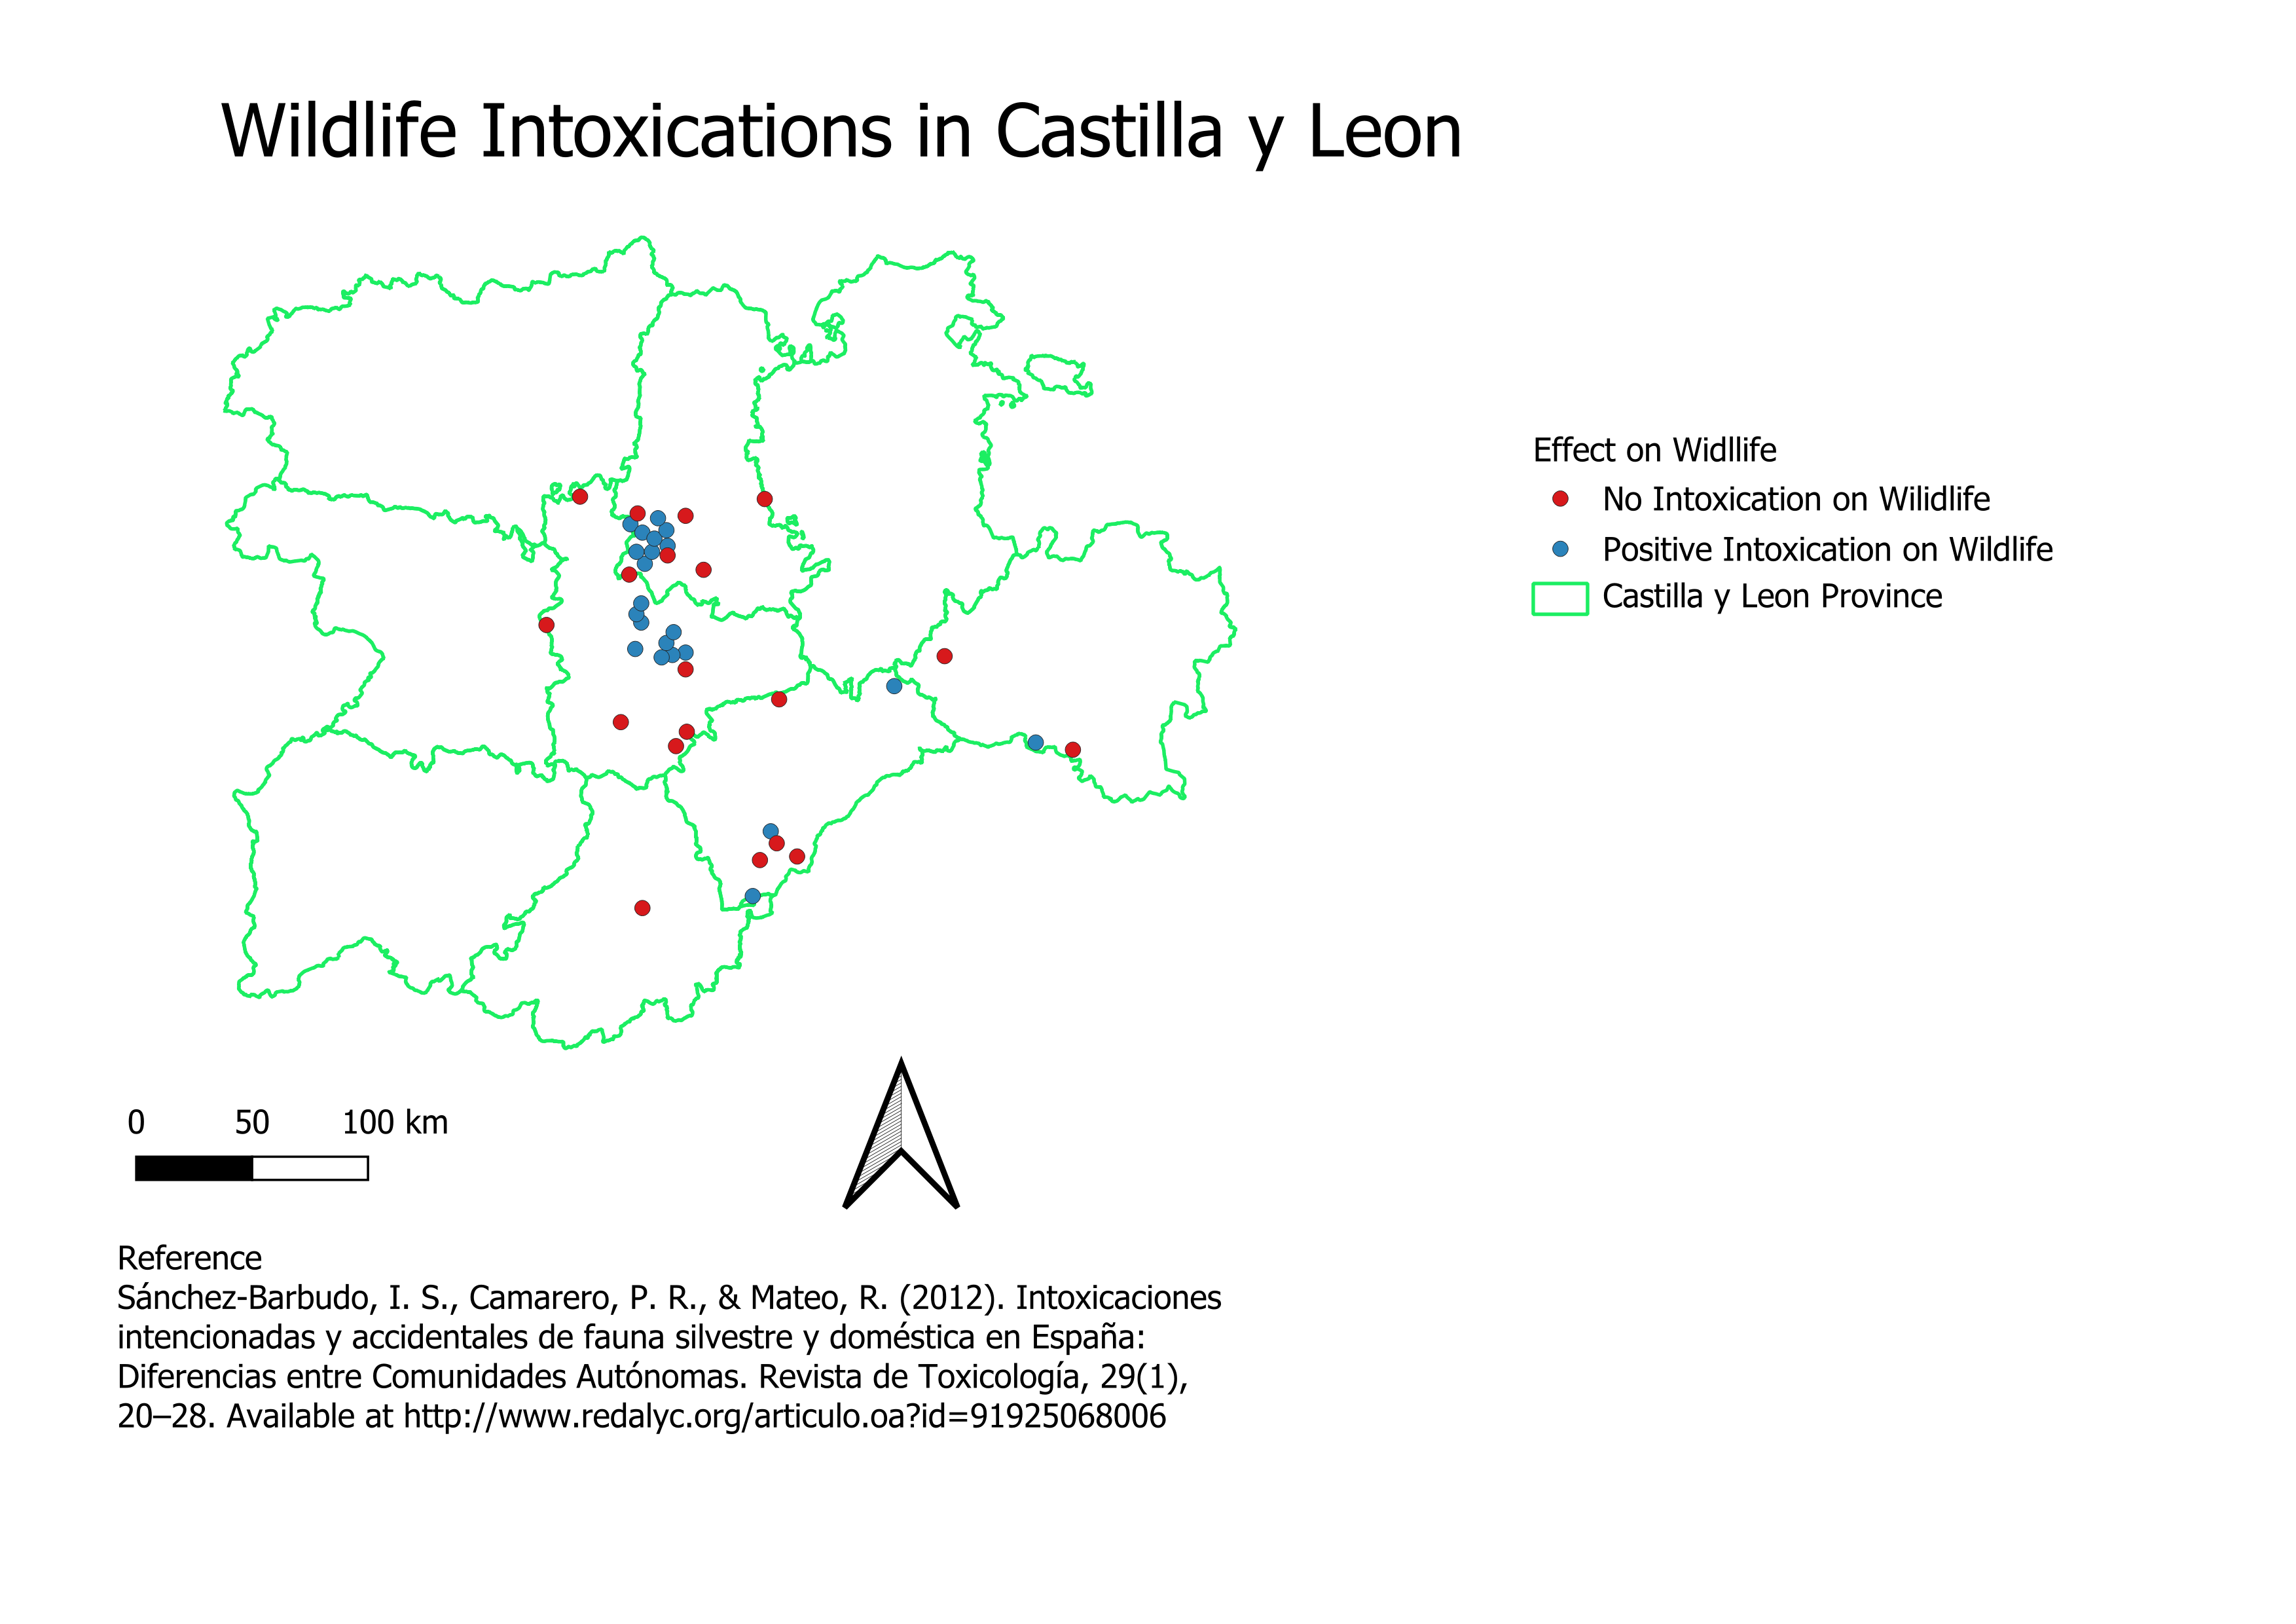 Wildlife Intoxications in Castilla y Leon
Effect on Widllife
No Intoxication on Wilidlife
Positive Intoxication on Wildlife
Castilla y Leon Province
0 50 100 km
Reference
Sánchez-Barbudo, I. S., Camarero, P. R., & Mateo, R. (2012). Intoxicaciones
intencionadas y accidentales de fauna silvestre y doméstica en España:
Diferencias entre Comunidades Autónomas. Revista de Toxicología, 29(1),
20–28. Available at http://www.redalyc.org/articulo.oa?id=91925068006